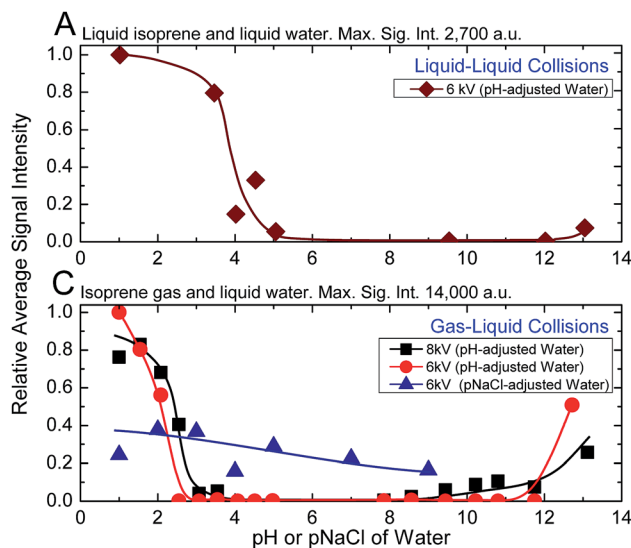 A
Liquid isoprene and liquid water. Max. Sig. Int. 2,700 a.u.
1.0
0.8
0.6
0.4
0.2
0.0
Liquid-Liquid Collisions
6 kV (pH-adjusted Water)
0 2 4 6 8 10 12 14
Relative Average Signal Intensity
C
Isoprene gas and liquid water. Max. Sig. Int. 14,000 a.u.
1.0
0.8
0.6
0.4
0.2
0.0
Gas-Liquid Collisions
8kV (pH-adjusted Water)
6kV (pH-adjusted Water)
6kV (pNaCl-adjusted Water)
0 2 4 6 8 10 12 14
pH or pNaCl of Water